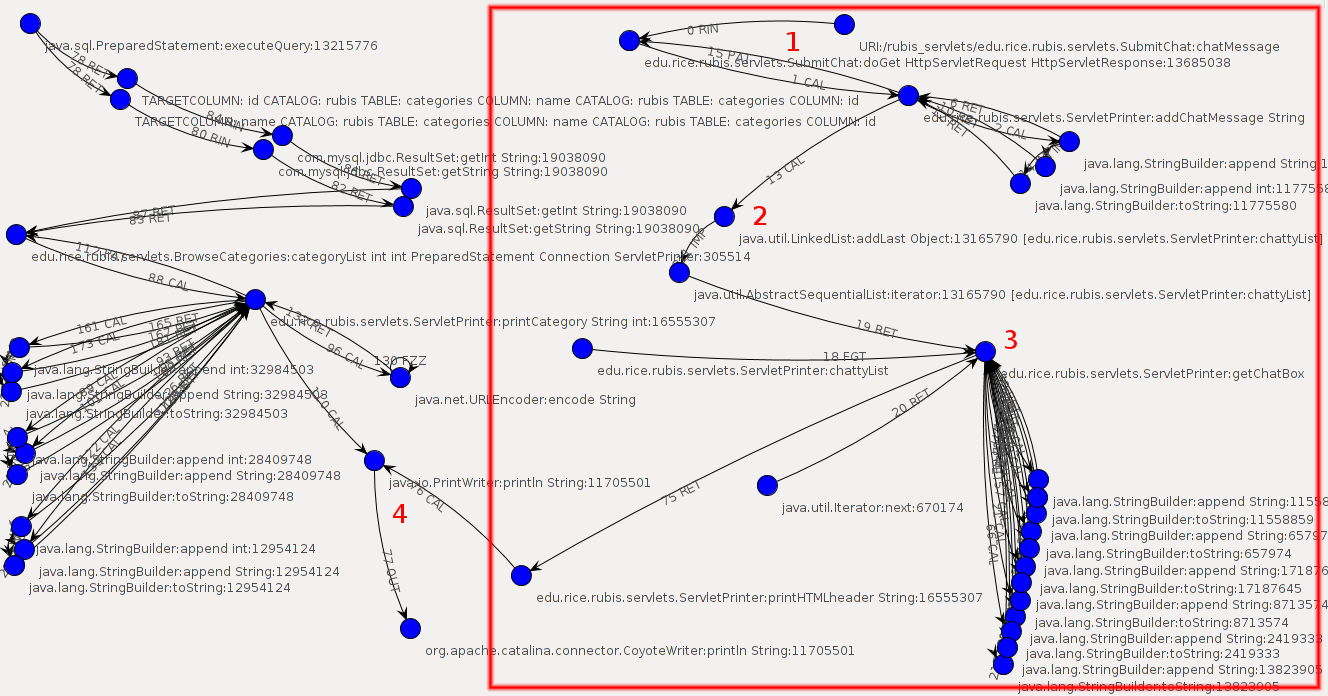 java.sql.PreparedStatement:executeQuery:13215776
78 RET
78 RET
TARGETCOLUMN: id CATALOG: rubis TABLE: categories COLUMN: name CATALOG: rubis TABLE: categories COLUMN: id
TARGETCOLUMN: name CATALOG: rubis TABLE: categories COLUMN: name CATALOG: rubis TABLE: categories COLUMN: id
84 RIN
80 RIN
com.mysql.jdbc.ResultSet:getInt String:19038090
com.mysql.jdbc.ResultSet:getString String:19038090
82 RET
java.sql.ResultSet:getInt String:19038090
java.sql.ResultSet:getString String:19038090
87 RET
83 RET
edu.rice.rubis.servlets.BrowseCategories:categoryList int int PreparedStatement Connection ServletPrinter:305514
88 CAL
edu.rice.rubis.servlets.ServletPrinter:printCategory String int:16555307
161 CAL
173 CAL
165 RET
96 CAL
130 FZZ
java.lang.StringBuilder:append int:32984503
java.lang.StringBuilder:append String:32984503
java.lang.StringBuilder:toString:32984503
java.net.URLEncoder:encode String
java.lang.StringBuilder:append int:28409748
java.lang.StringBuilder:append String:28409748
java.lang.StringBuilder:toString:28409748
java.io.PrintWriter:println String:11705501
4
77 OUT
76 CAL
java.lang.StringBuilder:append int:12954124
java.lang.StringBuilder:append String:12954124
java.lang.StringBuilder:toString:12954124
org.apache.catalina.connector.CoyoteWriter:println String:11705501
0 RIN
1
URI:/rubis_servlets/edu.rice.rubis.servlets.SubmitChat:chatMessage
edu.rice.rubis.servlets.SubmitChat:doGet HttpServletRequest HttpServletResponse:13685038
1 CAL
6 RET
2 CAL
edu.rice.rubis.servlets.ServletPrinter:addChatMessage String
java.lang.StringBuilder:append String:1
java.lang.StringBuilder:append int:1177558
java.lang.StringBuilder:toString:11775580
13 CAL
2
java.util.LinkedList:addLast Object:13165790 [edu.rice.rubis.servlets.ServletPrinter:chattyList]
java.util.AbstractSequentialList:iterator:13165790 [edu.rice.rubis.servlets.ServletPrinter:chattyList]
19 RET
3
18 FGT
edu.rice.rubis.servlets.ServletPrinter:chattyList
edu.rice.rubis.servlets.ServletPrinter:getChatBox
20 RET
75 RET
java.util.Iterator:next:670174
66 CAL
edu.rice.rubis.servlets.ServletPrinter:printHTMLheader String:16555307
java.lang.StringBuilder:append String:11558
java.lang.StringBuilder:toString:11558859
java.lang.StringBuilder:append String:65797
java.lang.StringBuilder:toString:657974
java.lang.StringBuilder:append String:171876
java.lang.StringBuilder:toString:17187645
java.lang.StringBuilder:append String:8713574
java.lang.StringBuilder:toString:8713574
java.lang.StringBuilder:append String:2419333
java.lang.StringBuilder:toString:2419333
java.lang.StringBuilder:append String:13823905
java.lang.StringBuilder:toString:13823905